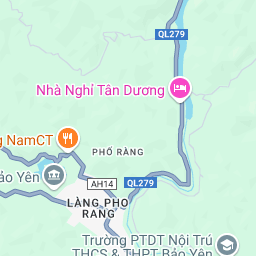 QL279
Nhà Nghỉ Tân Dương
g NamCT
PHỐ RÀNG
ảo Yên
AH14
QL279
LÀNG PHO
RANG
Trường PTDT Nội Trú
THCS & THPT Bảo Yên